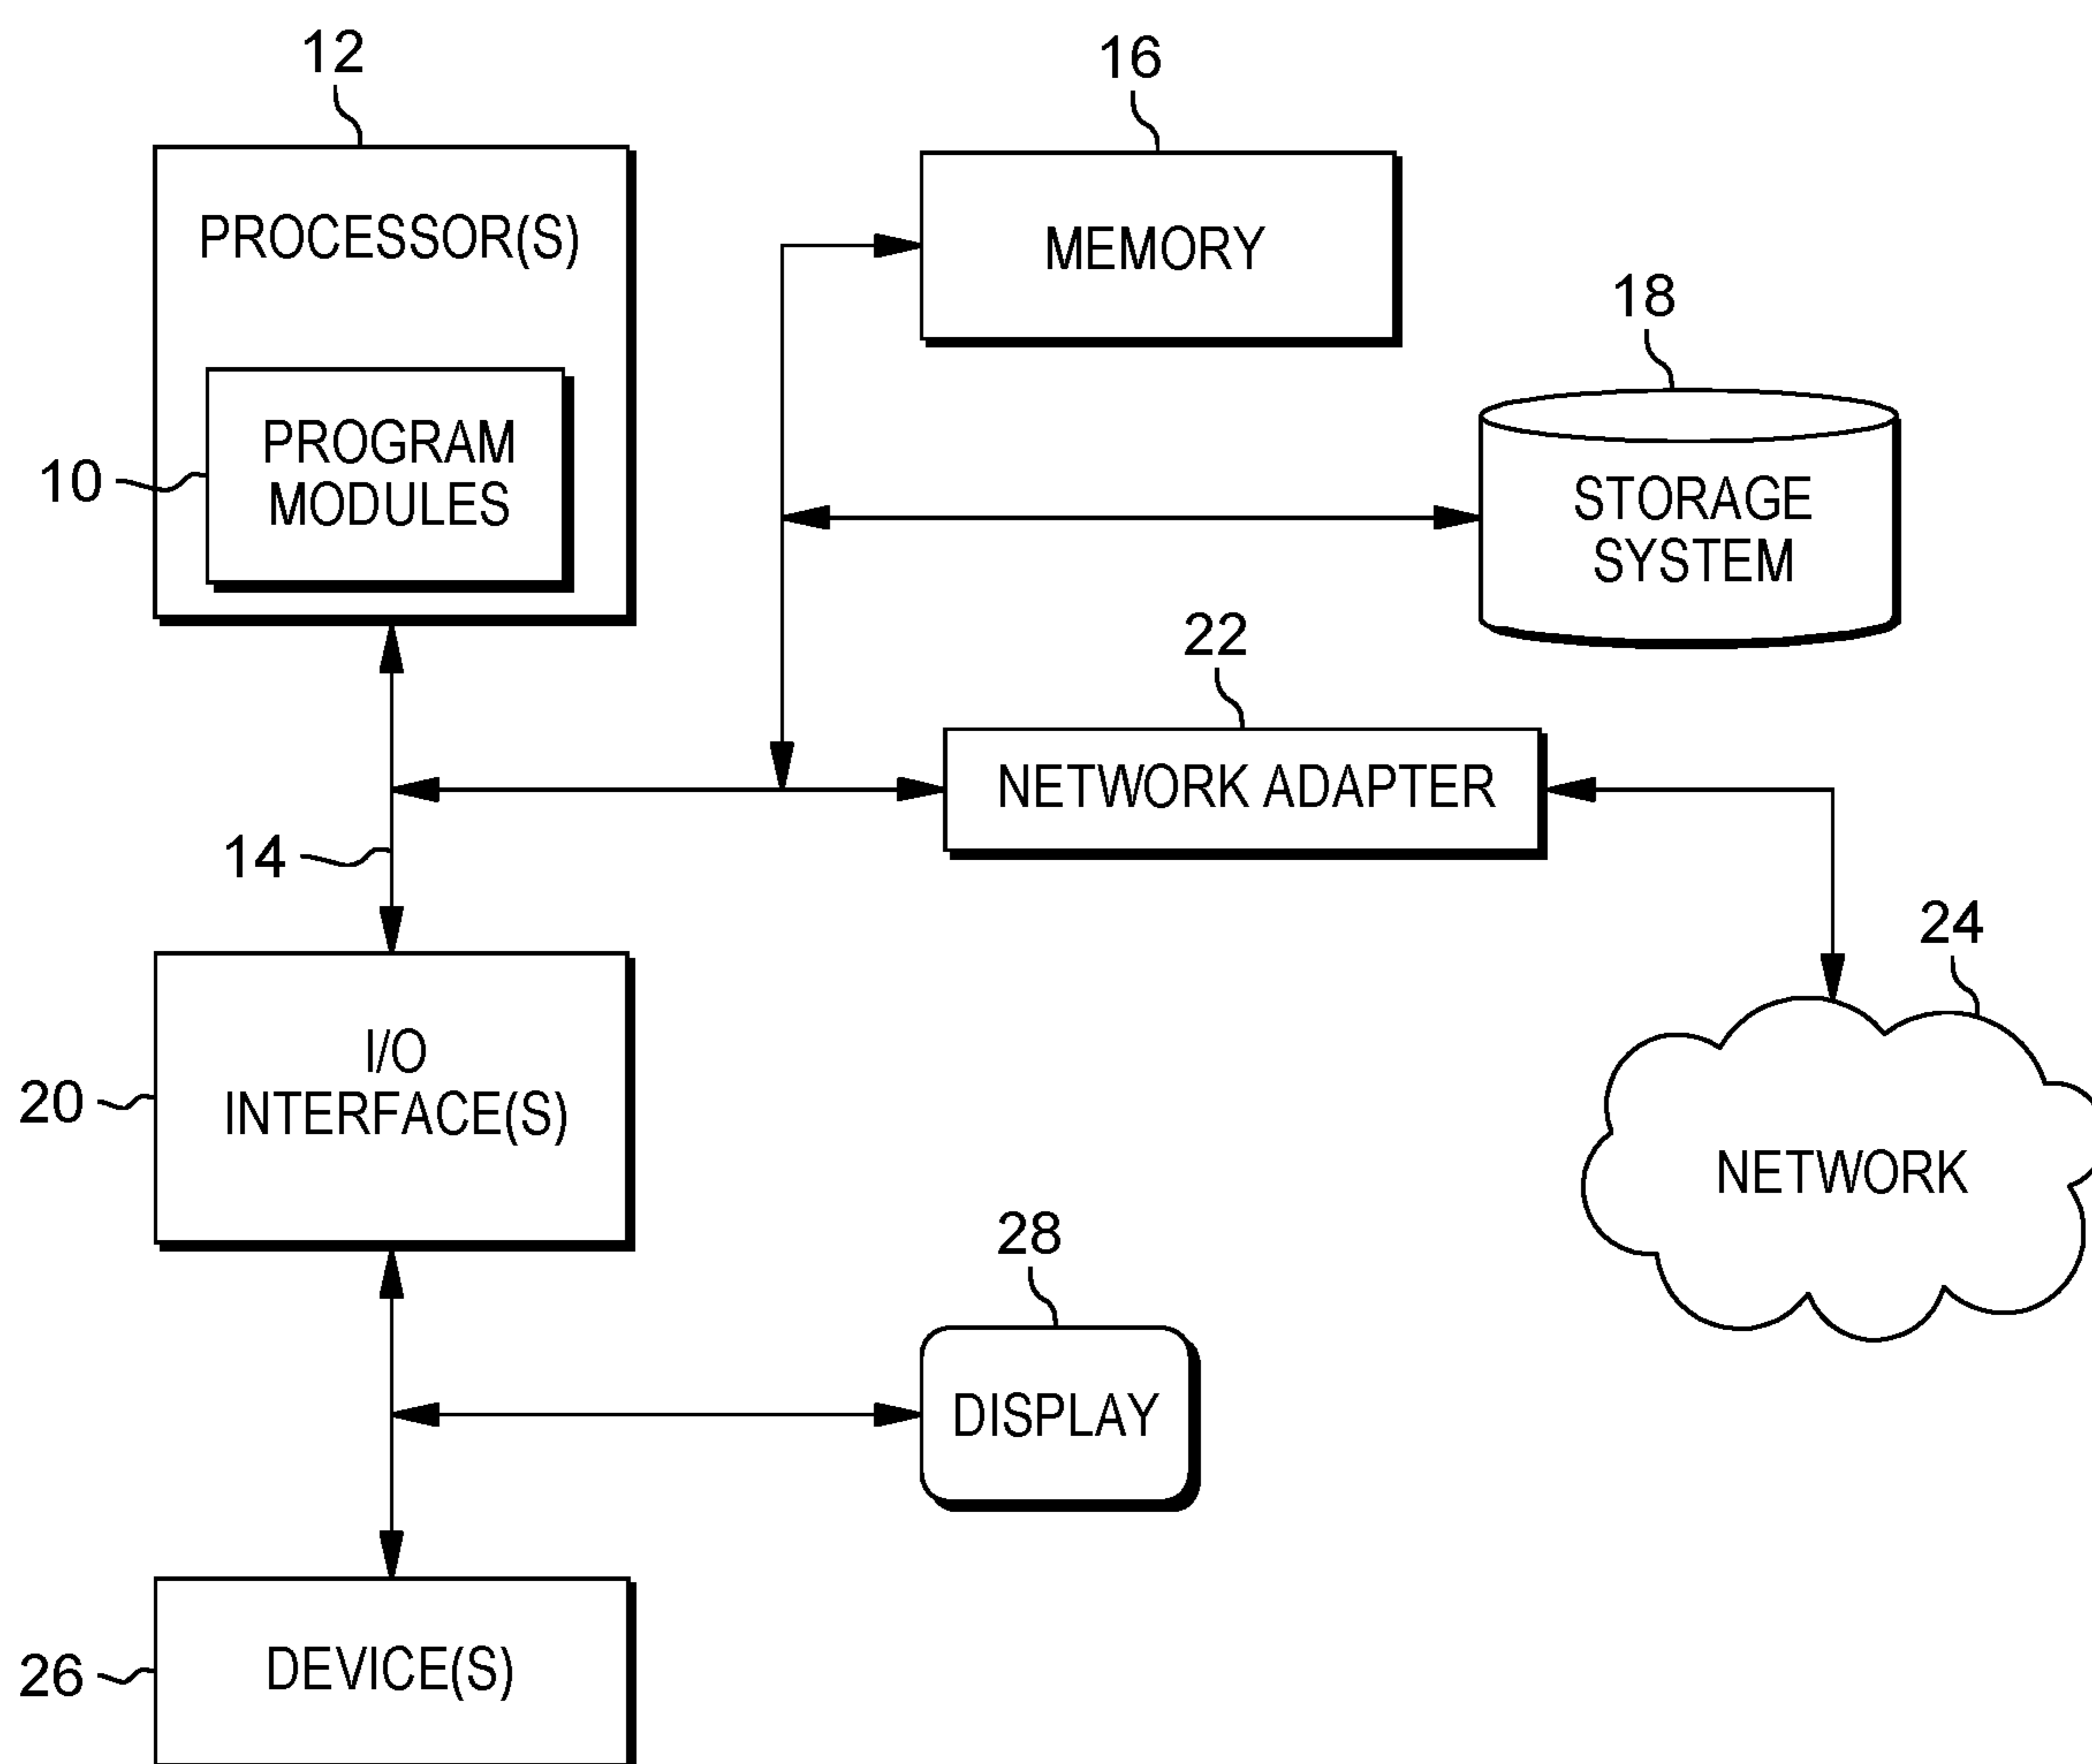 12
16
PROCESSOR(S)
MEMORY
18
PROGRAM
MODULES
10
STORAGE
SYSTEM
22
NETWORK ADAPTER
14
24
I/O
INTERFACE(S)
20
NETWORK
28
DISPLAY
DEVICE(S)
26